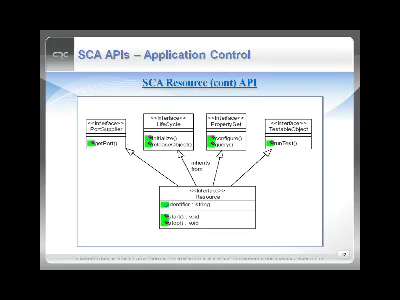 CRC SCA APIs – Application Control
SCA Resource (cont) API
<<Interface>>
PortSupplier
getPort()
<<Interface>>
LifeCycle
initialize()
releaseObject()
<<Interface>>
PropertySet
configure()
query()
<<Interface>>
TestableObject
runTest()
inherits
from
<<Interface>>
Resource
identifier : string
start() : void
stop() : void